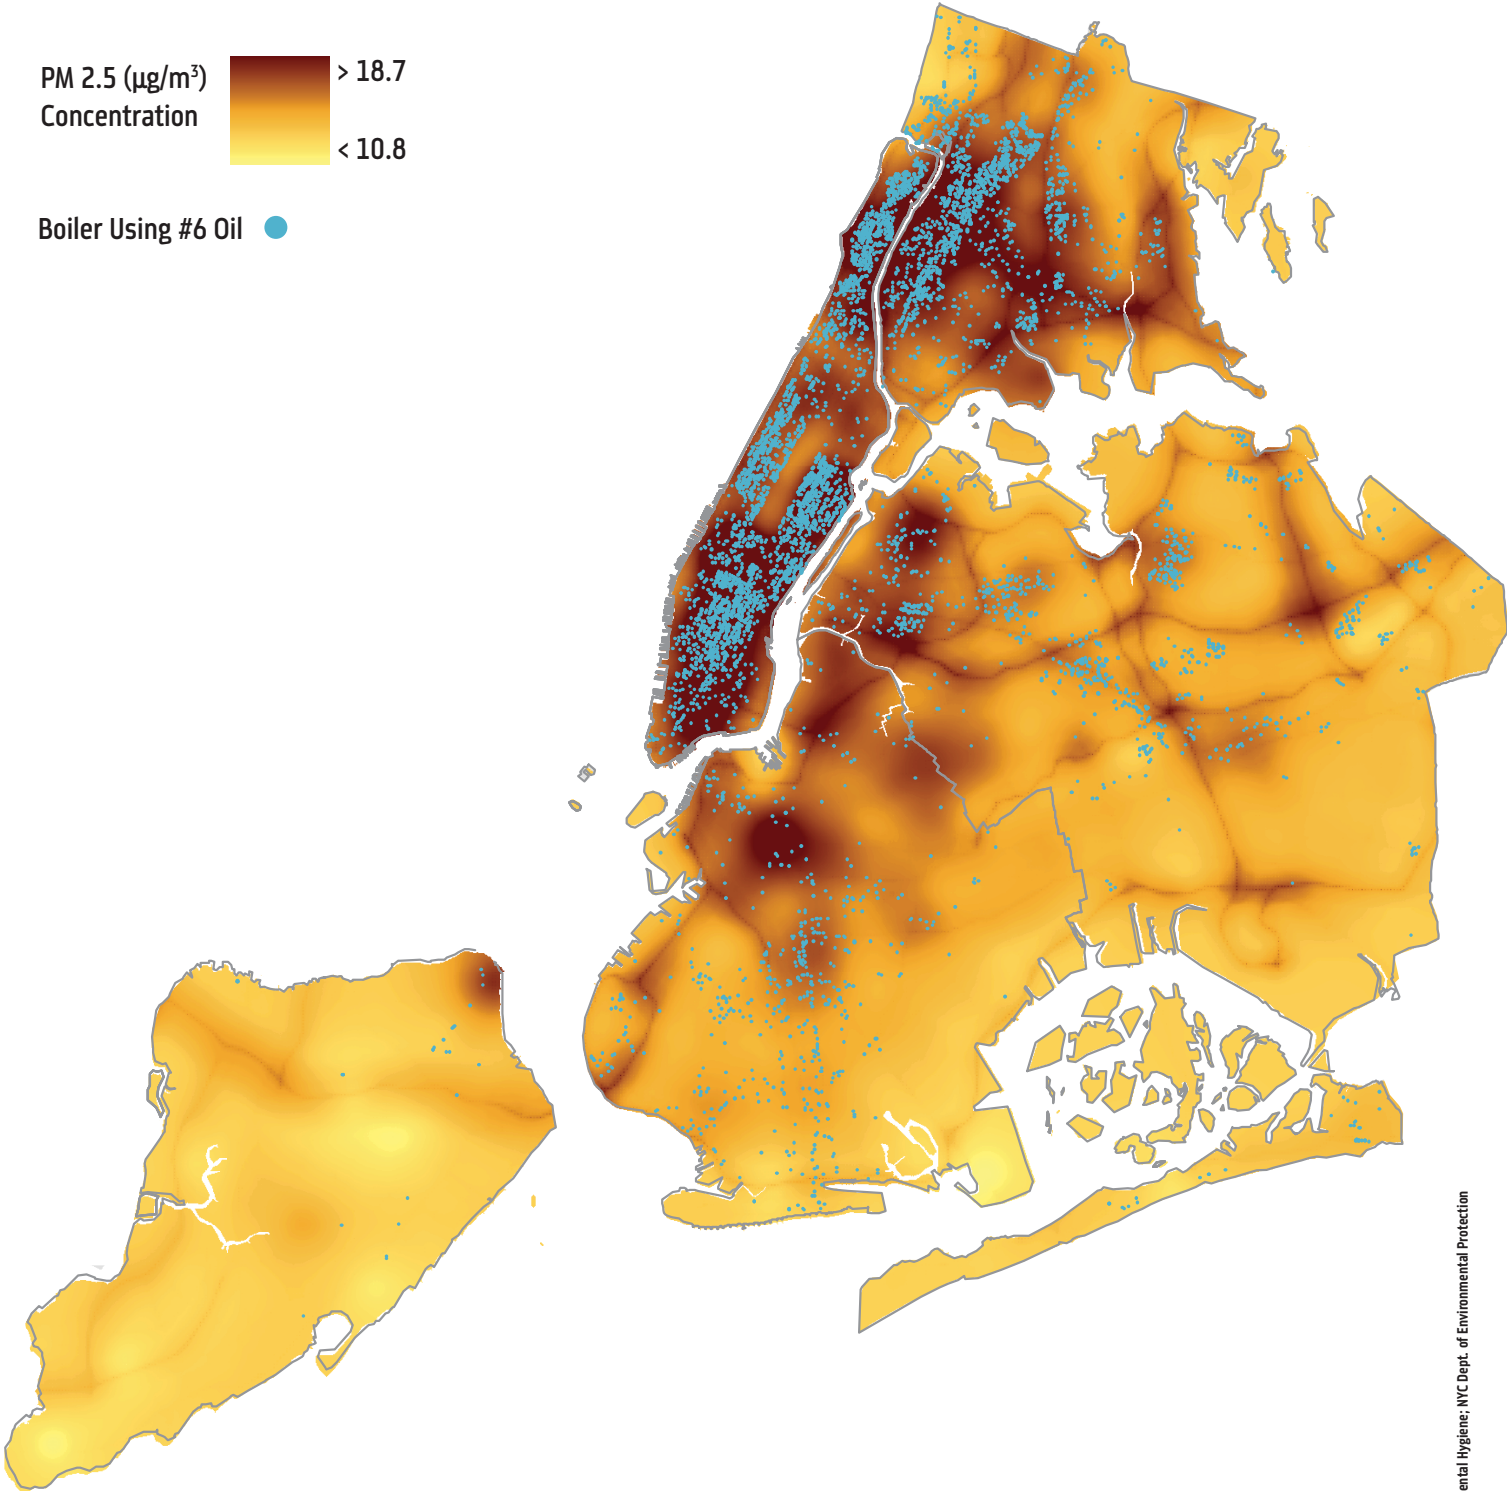 PM 2.5 (µg/m³)
Concentration
> 18.7
< 10.8
Boiler Using #6 Oil
ental Hygiene; NYC Dept. of Environmental Protection